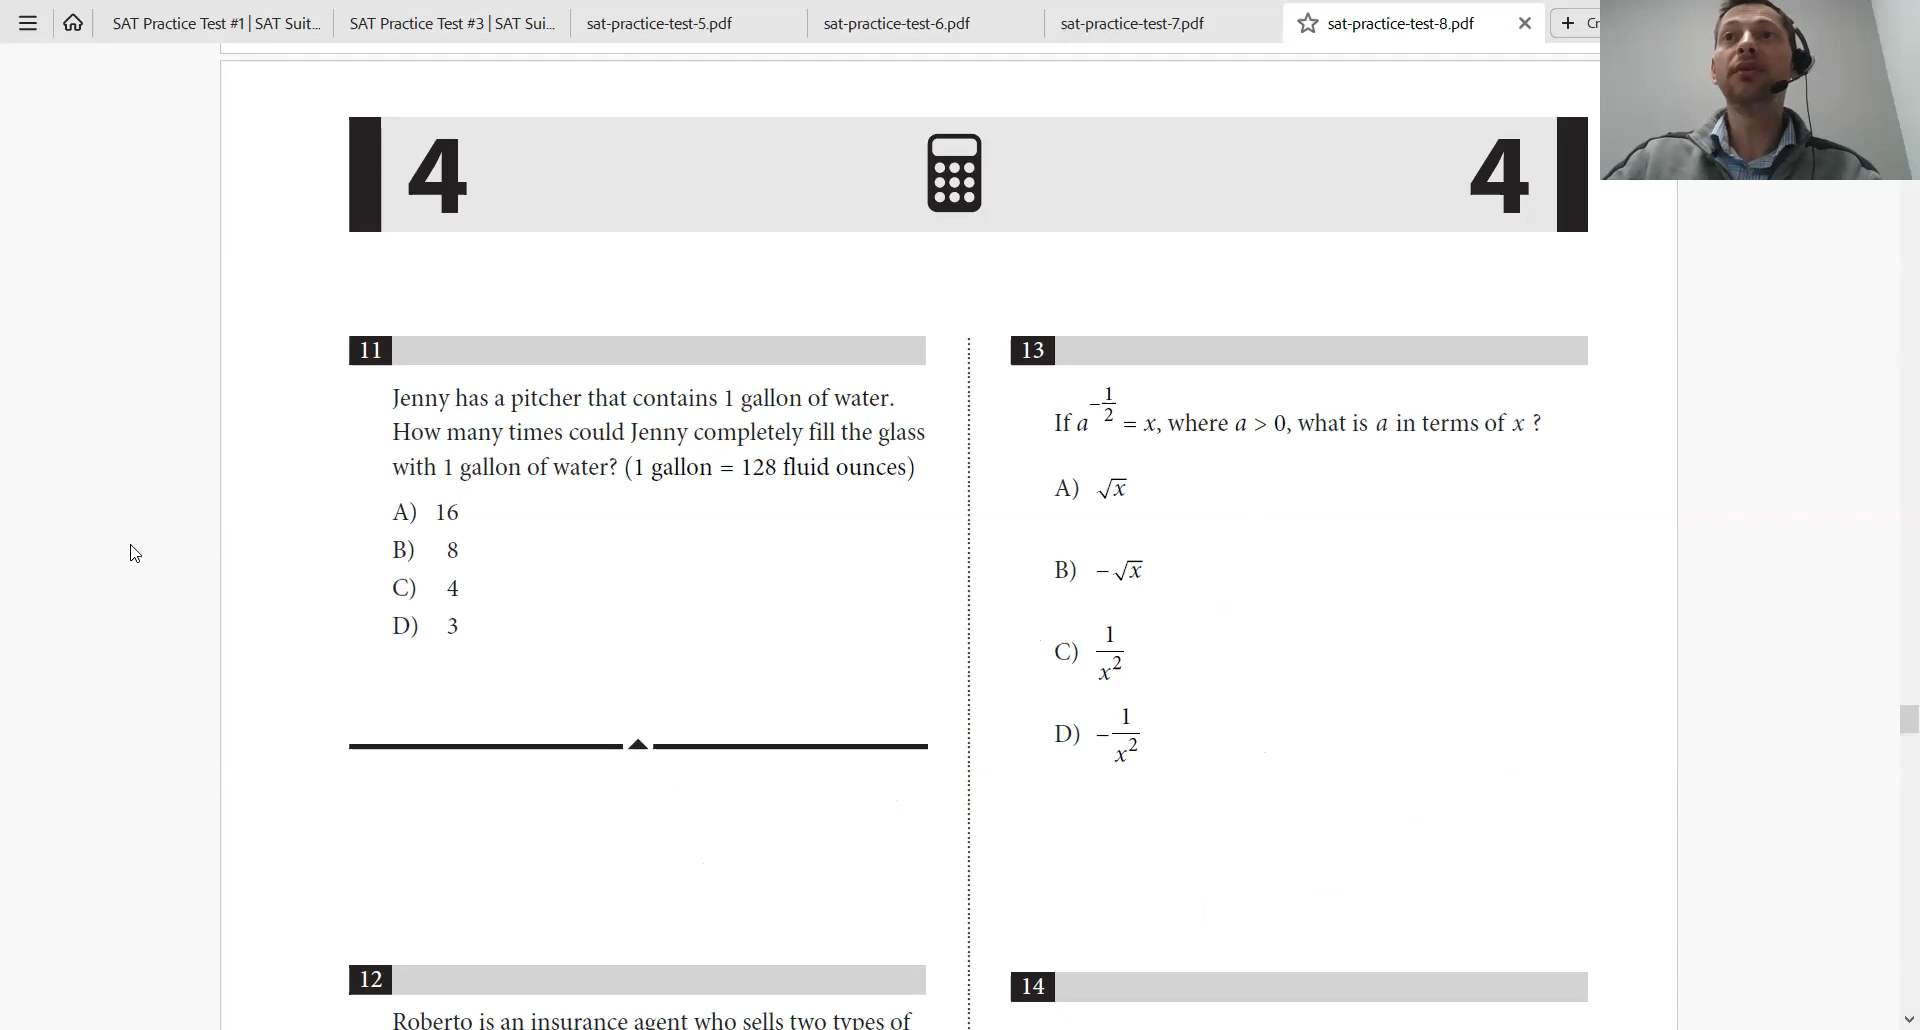 SAT Practice Test #1 | SAT Suit...
SAT Practice Test #3 | SAT Sui...
sat-practice-test-5.pdf
sat-practice-test-6.pdf
sat-practice-test-7.pdf
sat-practice-test-8.pdf
4
4
11
Jenny has a pitcher that contains 1 gallon of water.
How many times could Jenny completely fill the glass
with 1 gallon of water? (1 gallon = 128 fluid ounces)
A) 16
B) 8
C) 4
D) 3
12
Roberto is an insurance agent who sells two types of
13
If a^(-1/2) = x, where a > 0, what is a in terms of x ?
A) √x
B) −√x
C) 1/x²
D) −1/x²
14